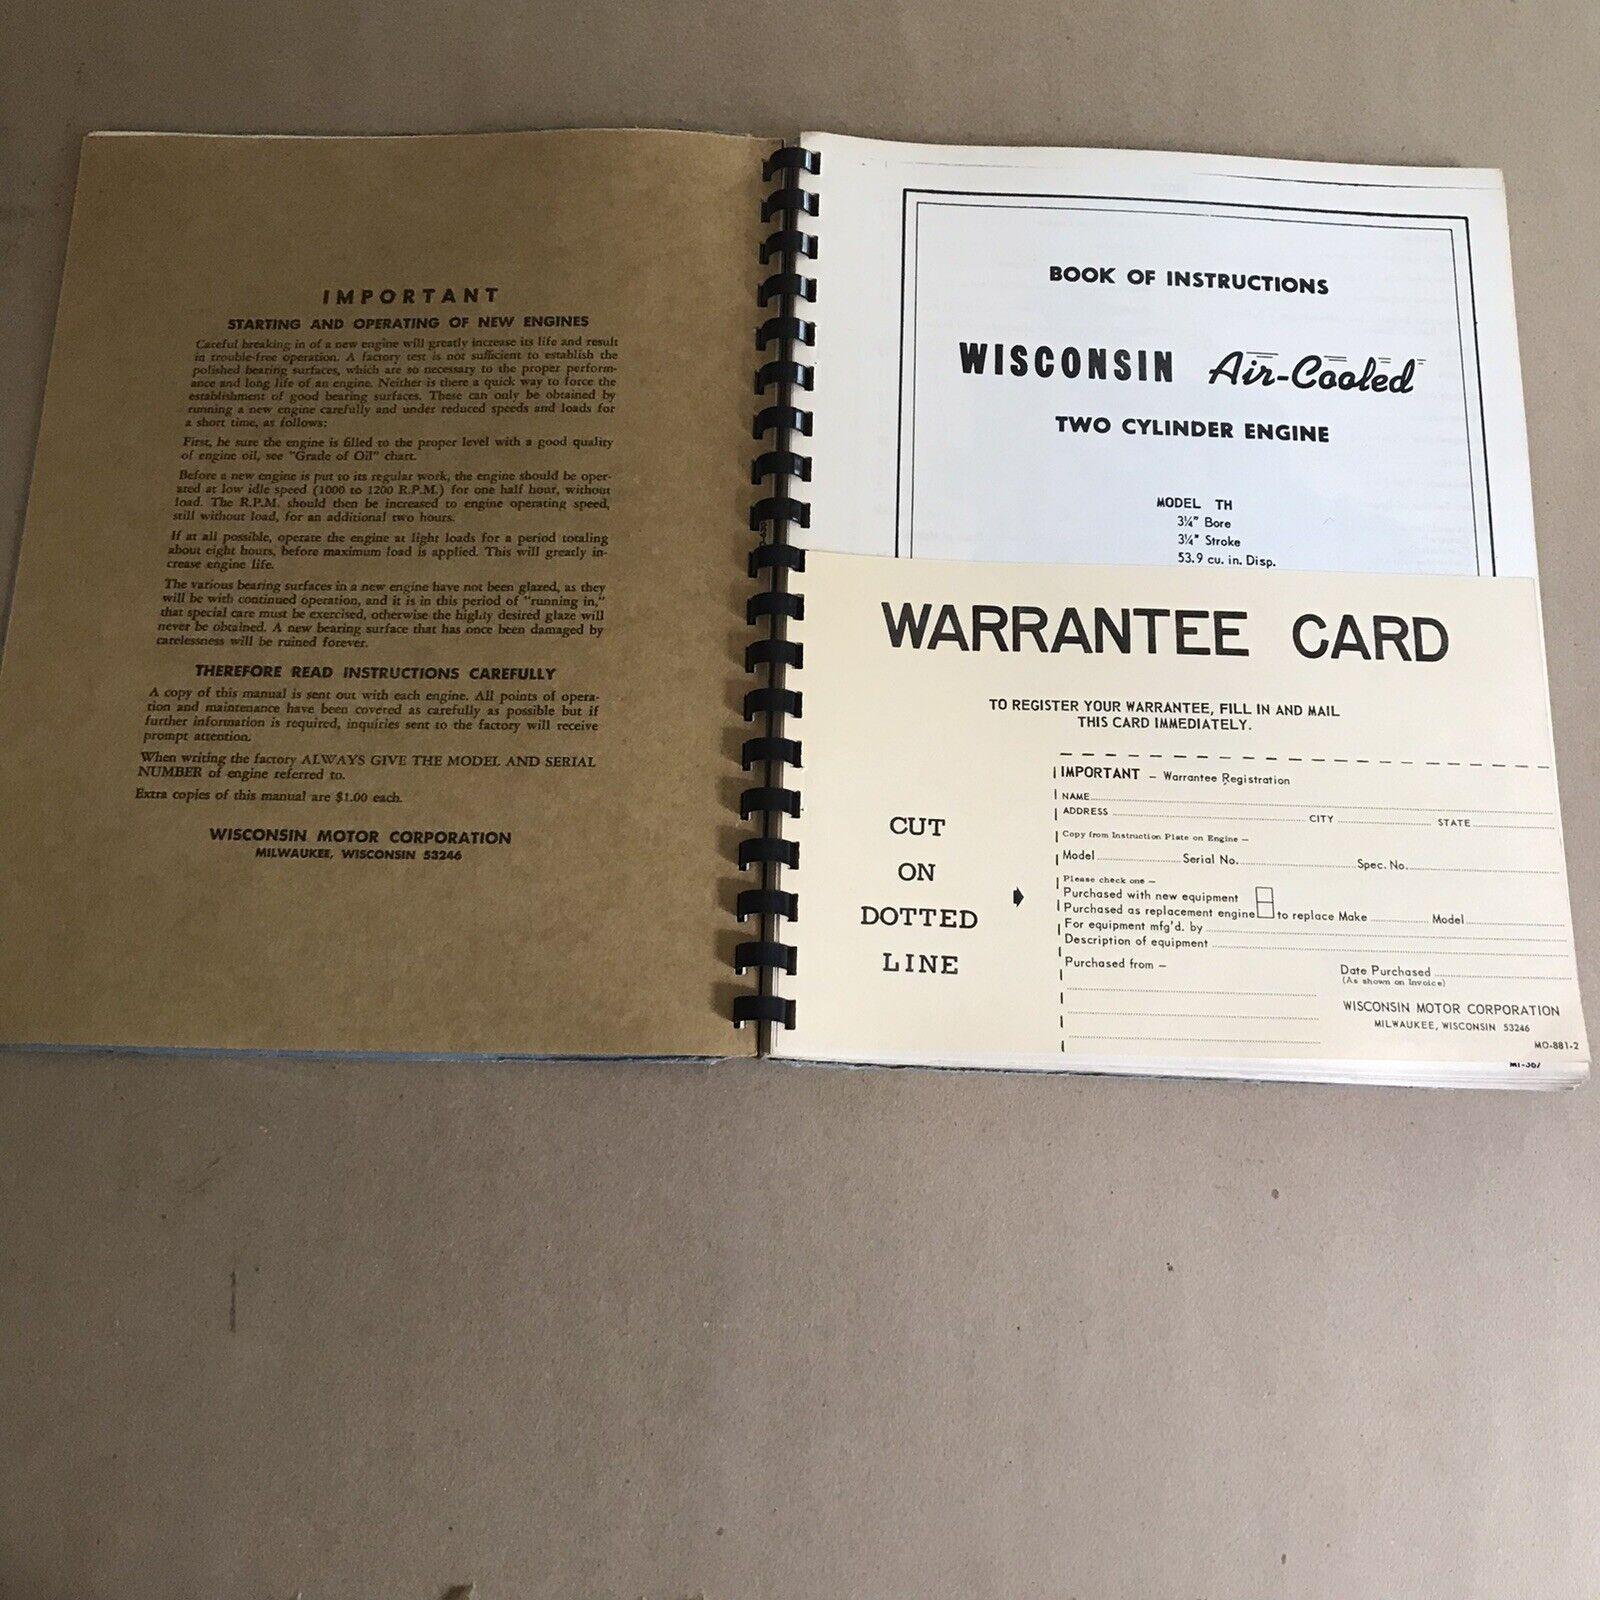 IMPORTANT
STARTING AND OPERATING OF NEW ENGINES
Careful breaking in of a new engine will greatly increase its life and result
in trouble-free operation. A factory test is not sufficient to establish the
polished bearing surfaces, which are so necessary to the proper perform-
ance and long life of an engine. Neither is there a quick way to force the
establishment of good bearing surfaces. These can only be obtained by
running a new engine carefully and under reduced speeds and loads for
a short time, as follows:
First, be sure the engine is filled to the proper level with a good quality
of engine oil, see "Grade of Oil" chart.
Before a new engine is put to its regular work, the engine should be oper-
ated at low idle speed (1000 to 1200 R.P.M.) for one half hour, without
load. The R.P.M. should then be increased to engine operating speed,
still without load, for an additional two hours.
If at all possible, operate the engine at light loads for a period totaling
about eight hours, before maximum load is applied. This will greatly in-
crease engine life.
The various bearing surfaces in a new engine have not been glazed, as they
will be with continued operation, and it is in this period of "running in,"
that special care must be exercised, otherwise the highly desired glaze will
never be obtained. A new bearing surface that has once been damaged by
carelessness will be ruined forever.
THEREFORE READ INSTRUCTIONS CAREFULLY
A copy of this manual is sent out with each engine. All points of opera-
tion and maintenance have been covered as carefully as possible but if
further information is required, inquiries sent to the factory will receive
prompt attention.
When writing the factory ALWAYS GIVE THE MODEL AND SERIAL
NUMBER of engine referred to.
Extra copies of this manual are $1.00 each.
WISCONSIN MOTOR CORPORATION
MILWAUKEE, WISCONSIN 53246
BOOK OF INSTRUCTIONS
WISCONSIN Air-Cooled
TWO CYLINDER ENGINE
MODEL TH
3¼" Bore
3¼" Stroke
53.9 cu. in. Disp.
WARRANTEE CARD
TO REGISTER YOUR WARRANTEE, FILL IN AND MAIL
THIS CARD IMMEDIATELY.
CUT
ON
DOTTED
LINE
IMPORTANT - Warrantee Registration
NAME
ADDRESS CITY STATE
Copy from Instruction Plate on Engine -
Model Serial No. Spec. No.
Please check one -
Purchased with new equipment
Purchased as replacement engine to replace Make Model
For equipment mfg'd. by
Description of equipment
Purchased from - Date Purchased
(As shown on Invoice)
WISCONSIN MOTOR CORPORATION
MILWAUKEE, WISCONSIN 53246
MO-881-2